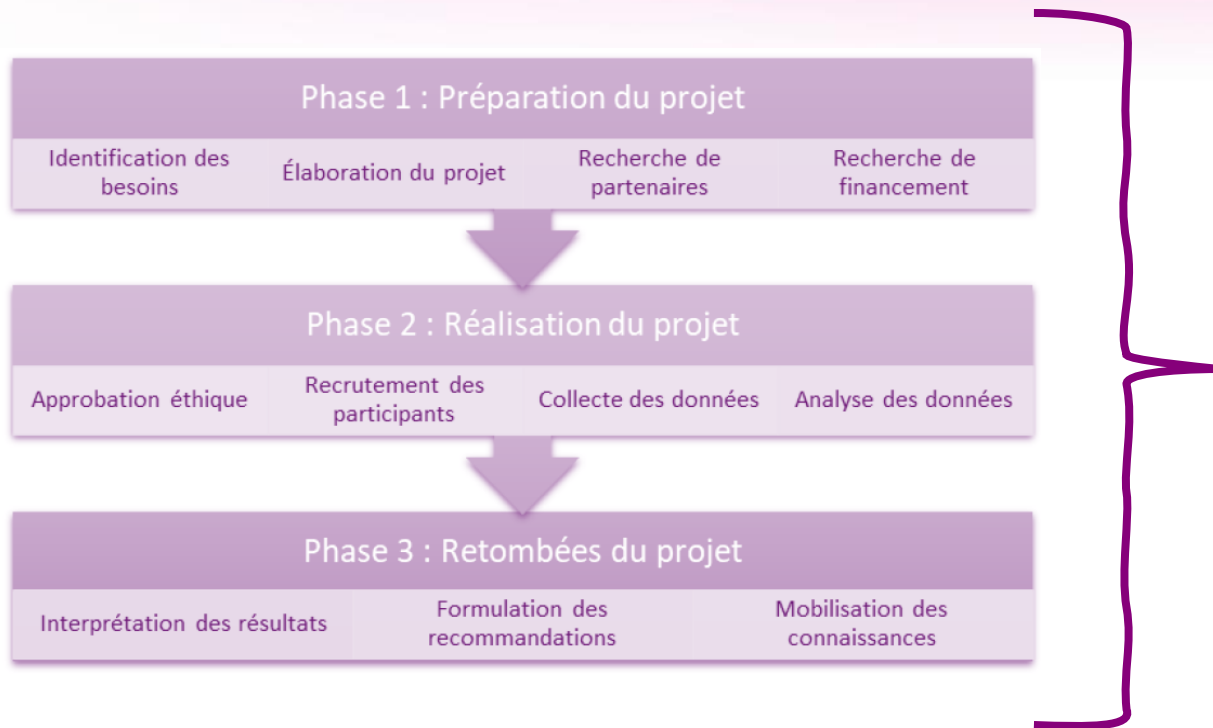 Phase 1 : Préparation du projet
Identification des
besoins
Élaboration du projet
Recherche de
partenaires
Recherche de
financement
Phase 2 : Réalisation du projet
Approbation éthique
Recrutement des
participants
Collecte des données
Analyse des données
Phase 3 : Retombées du projet
Interprétation des résultats
Formulation des
recommandations
Mobilisation des
connaissances